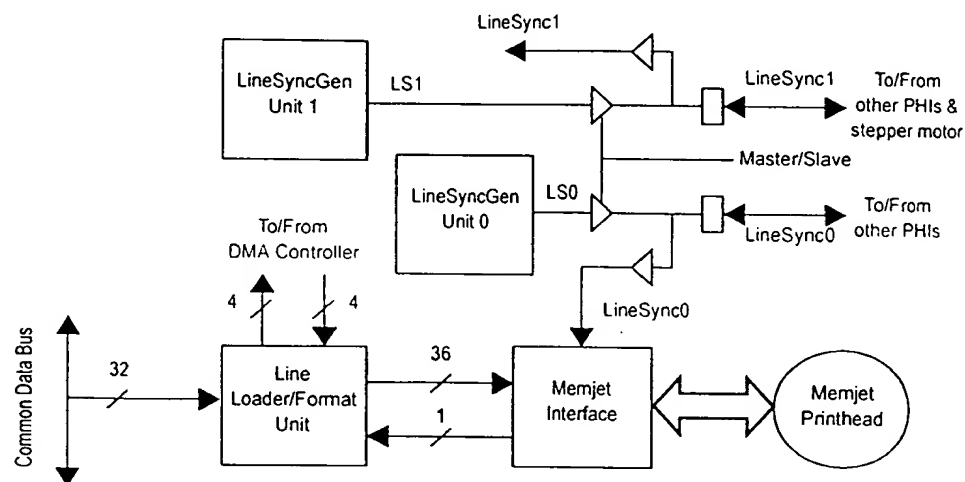 LineSync1
LineSyncGen
Unit 1
LS1
LineSync1
To/From
other PHIs &
stepper motor
Master/Slave
LineSyncGen
Unit 0
LS0
LineSync0
To/From
other PHIs
To/From
DMA Controller
4
4
LineSync0
Common Data Bus
32
Line
Loader/Format
Unit
36
1
Memjet
Interface
Memjet
Printhead